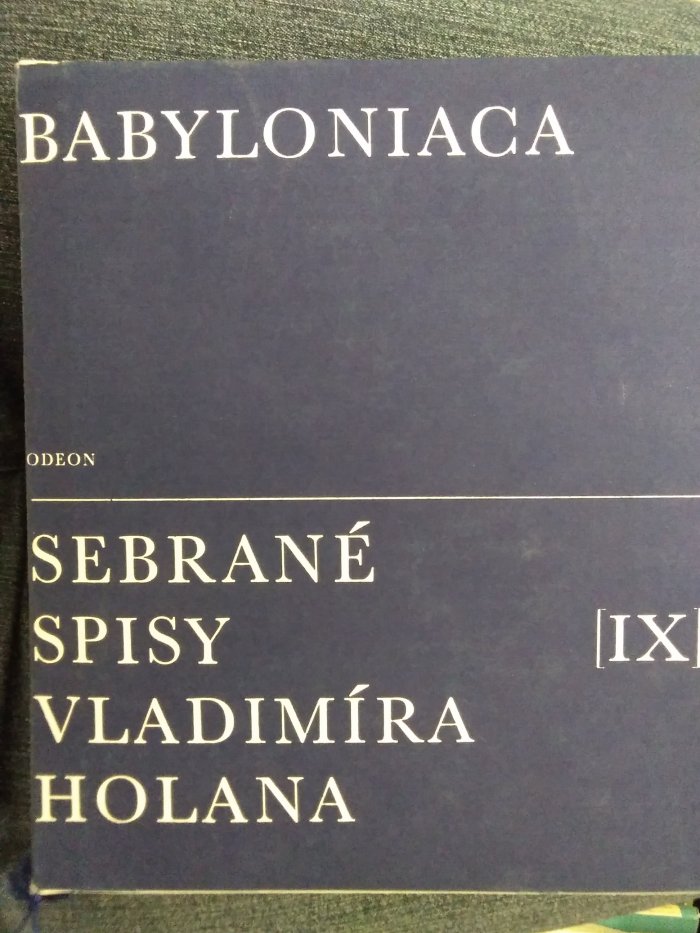 BABYLONIACA
ODEON
SEBRANÉ
SPISY [IX]
VLADIMÍRA
HOLANA